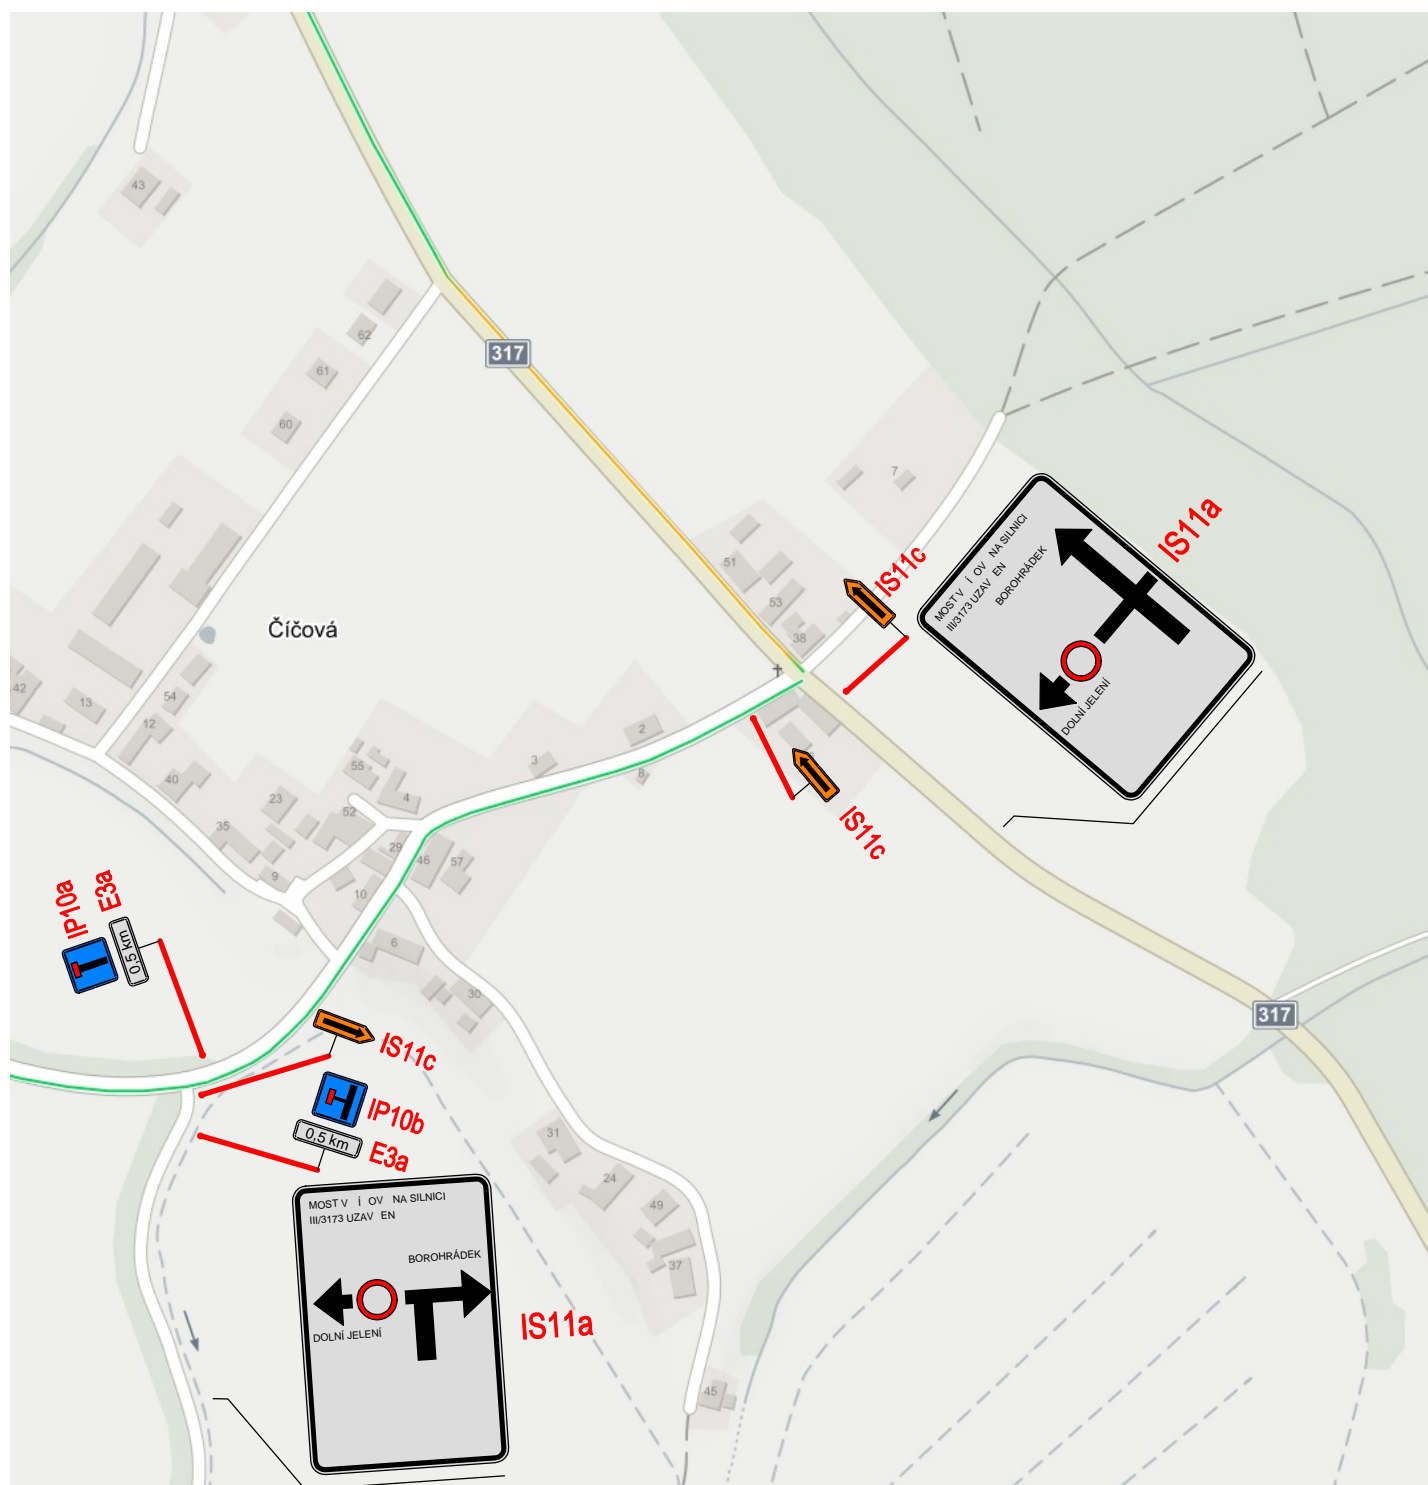 43
62
317
61
60
7
IS11a
MOST V Í OV NA SILNICI
III/3173 UZAV EN
BOROHRÁDEK
DOLNÍ JELENÍ
IS11c
51
53
38
Číčová
42
13
54
12
2
3
8
55
40
4
23
52
35
29
46
57
9
10
IS11c
IP10a
E3a
0,5 km
6
30
317
IS11c
IP10b
0,5 km
E3a
31
24
49
37
45
MOST V Í OV NA SILNICI
III/3173 UZAV EN
BOROHRÁDEK
DOLNÍ JELENÍ
IS11a